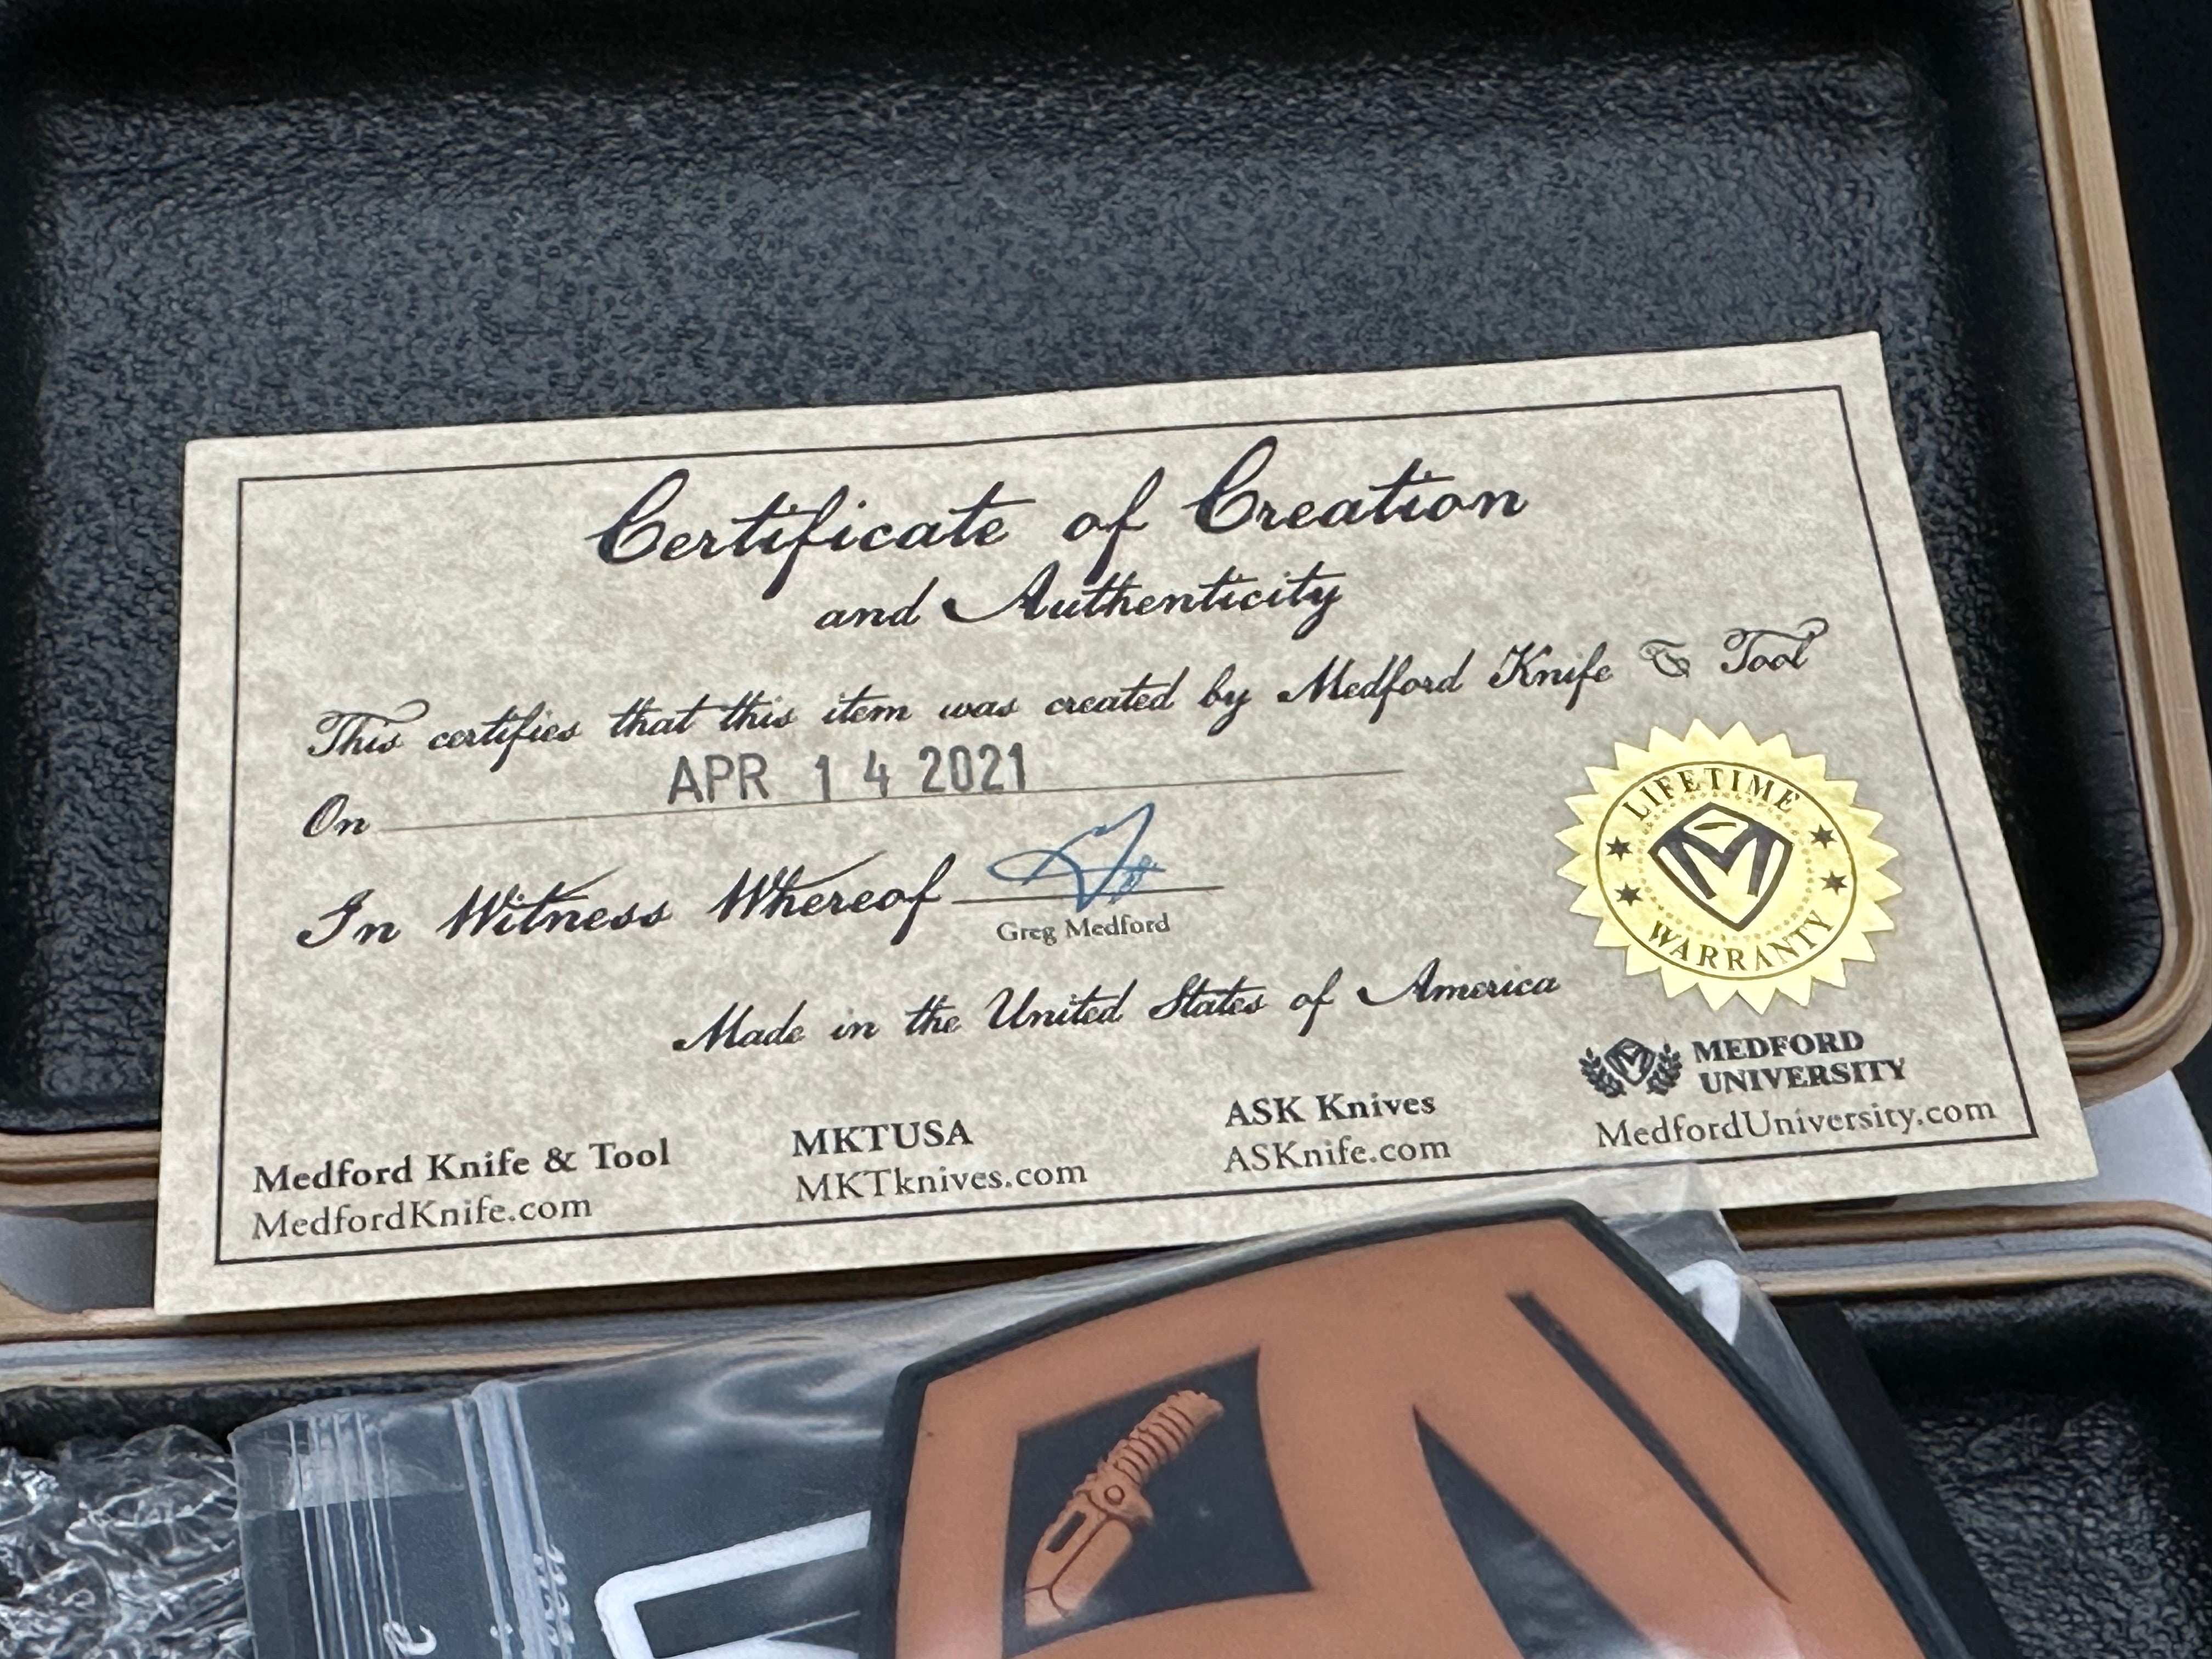 Certificate of Creation
and Authenticity
This certifies that this item was created by Medford Knife & Tool
On APR 14 2021
In Witness Whereof
Greg Medford
LIFETIME
M
WARRANTY
Made in the United States of America
Medford Knife & Tool
MedfordKnife.com
MKTUSA
MKTknives.com
ASK Knives
ASKnife.com
MEDFORD
UNIVERSITY
MedfordUniversity.com